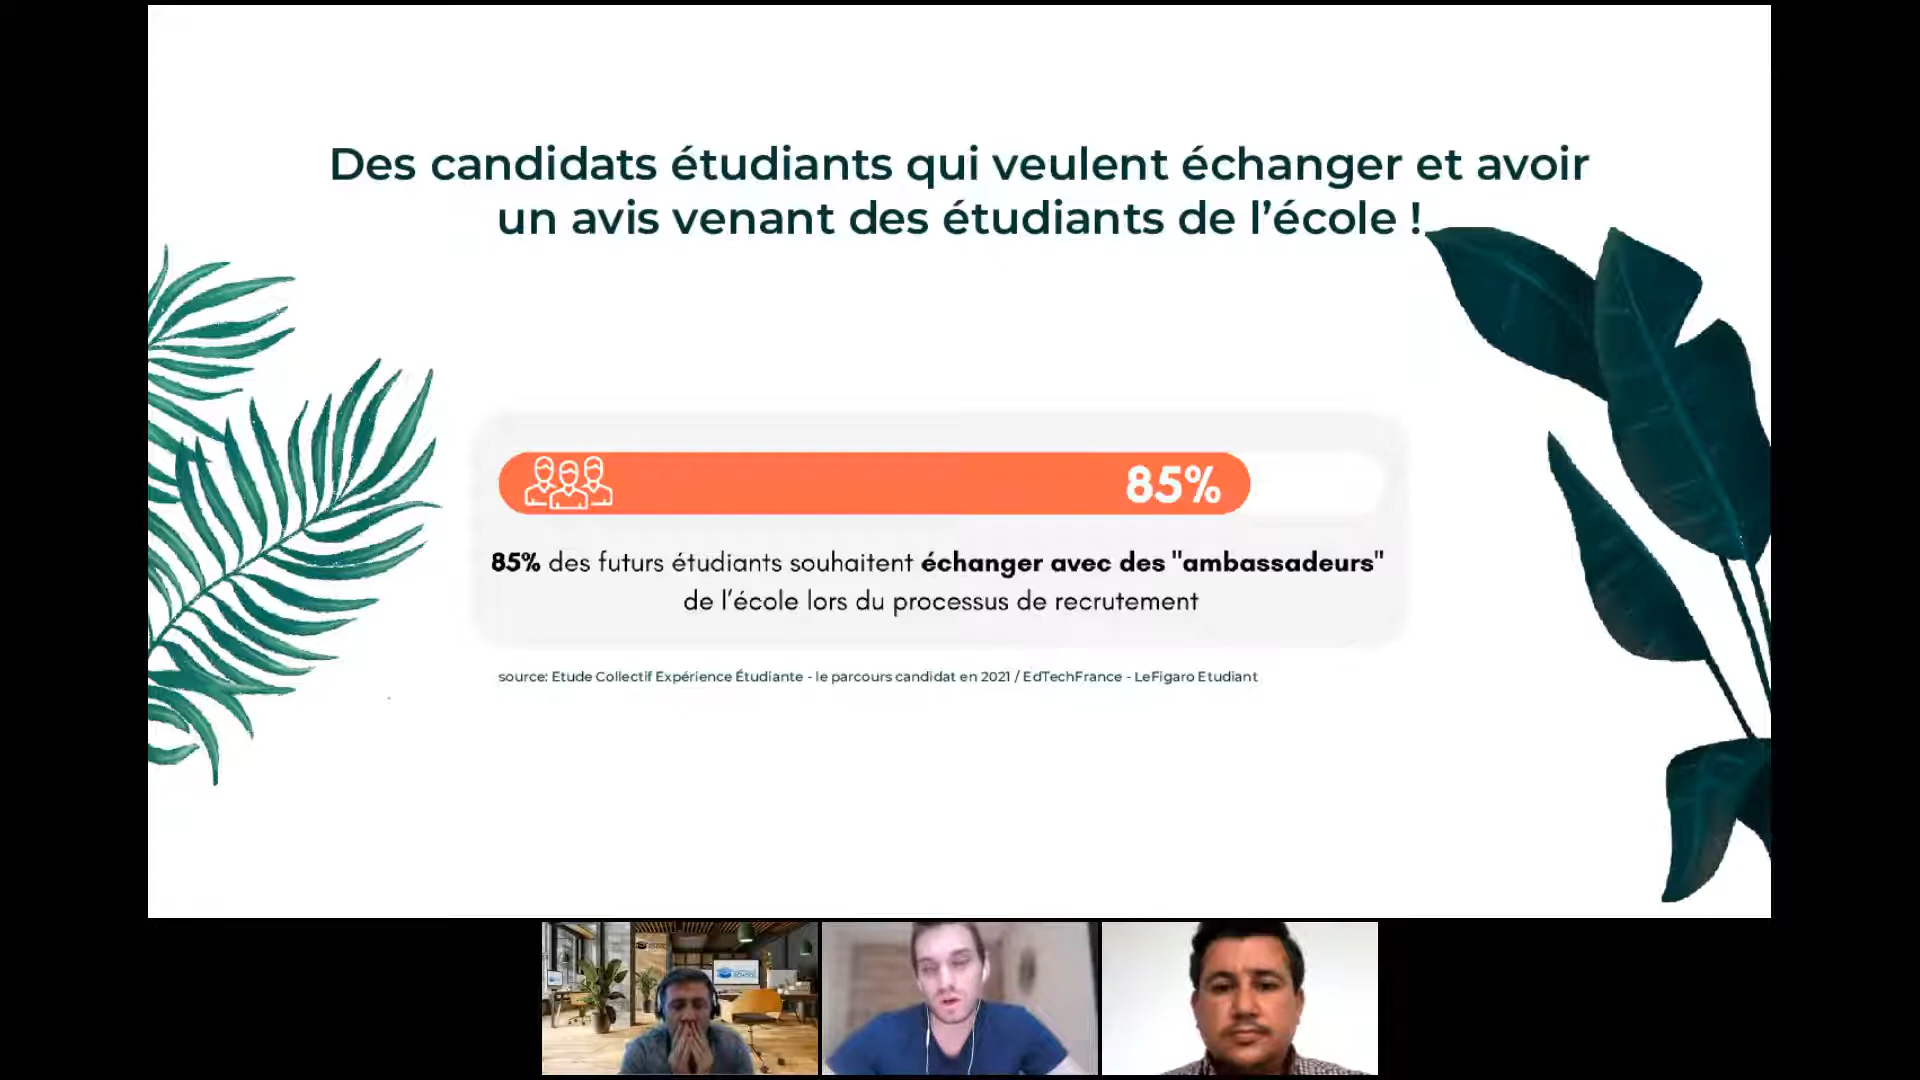 Des candidats étudiants qui veulent échanger et avoir
un avis venant des étudiants de l’école !
85%
85% des futurs étudiants souhaitent échanger avec des "ambassadeurs"
de l’école lors du processus de recrutement
source: Etude Collectif Expérience Étudiante - le parcours candidat en 2021 / EdTechFrance - LeFigaro Etudiant